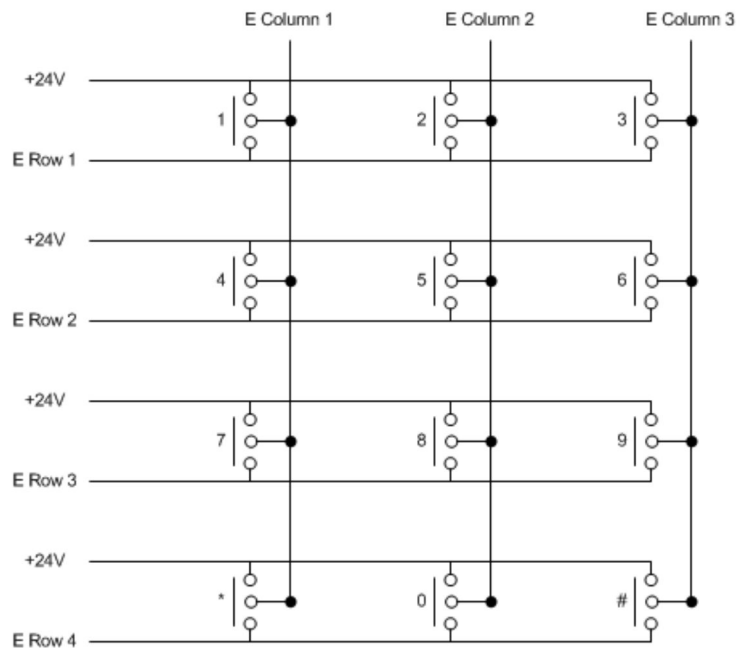 E Column 1 E Column 2 E Column 3
+24V
1 2 3
E Row 1
+24V
4 5 6
E Row 2
+24V
7 8 9
E Row 3
+24V
* 0 #
E Row 4